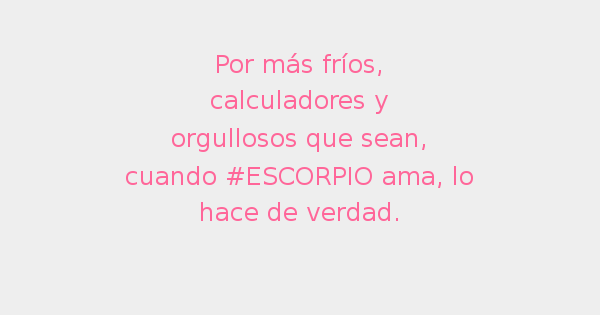 Por más fríos,
calculadores y
orgullosos que sean,
cuando #ESCORPIO ama, lo
hace de verdad.